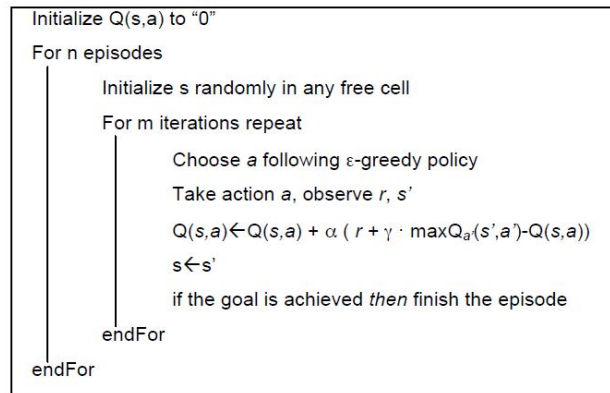 Initialize Q(s,a) to “0”
For n episodes
Initialize s randomly in any free cell
For m iterations repeat
Choose a following ε-greedy policy
Take action a, observe r, s’
Q(s,a)←Q(s,a) + α ( r + γ · maxQa’(s’,a’)-Q(s,a))
s←s’
if the goal is achieved then finish the episode
endFor
endFor